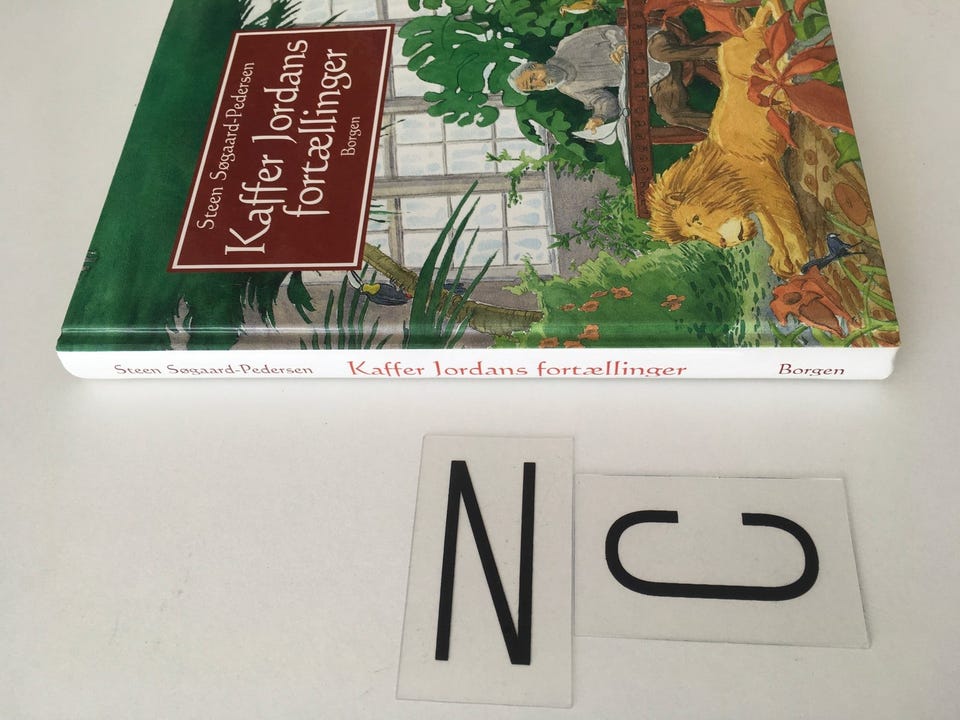 Steen Søgaard-Pedersen
Kaffer Jordans
fortællinger
Borgen
Steen Søgaard-Pedersen Kaffer Jordans fortællinger Borgen
N C